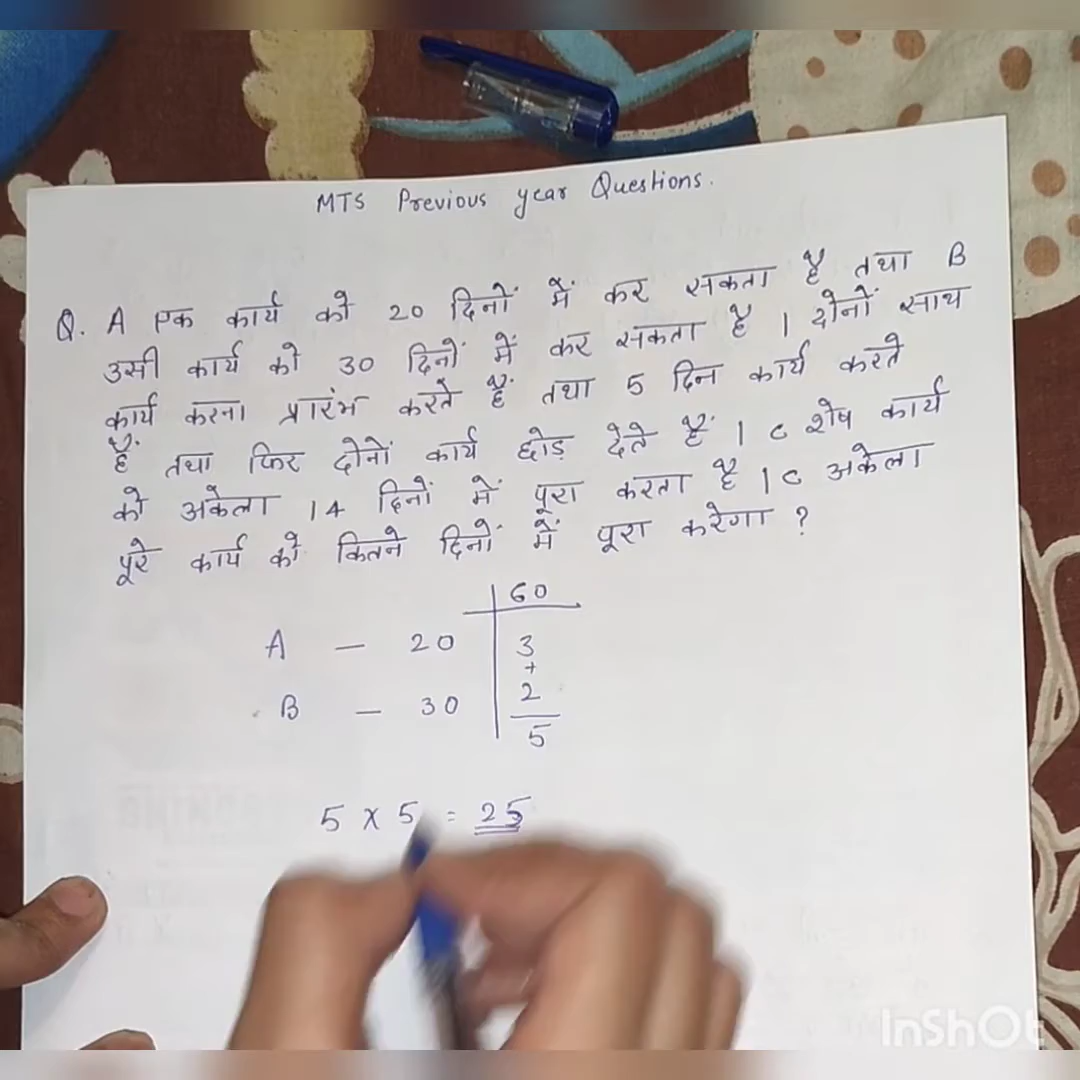 MTS Previous year Questions.
Q. A एक कार्य को 20 दिनों में कर सकता है तथा B
उसी कार्य को 30 दिनों में कर सकता है । दोनों साथ
कार्य करना प्रारंभ करते हैं तथा 5 दिन कार्य करते
हैं तथा फिर दोनों कार्य छोड़ देते हैं । C शेष कार्य
को अकेला 14 दिनों में पूरा करता है । C अकेला
पूरे कार्य को कितने दिनों में पूरा करेगा ?
60
A — 20 3
+
B — 30 2
5
5 x 5 = 25
InShOt